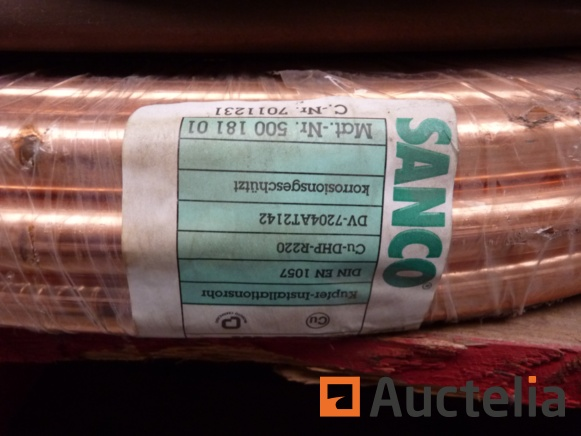 SANCO®
Cu
Kupfer-Installationsrohr
DIN EN 1057
Cu-DHP-R220
DV-7204AT2142
korrosionsgeschützt
Mat.-Nr. 500 181 01
C.-Nr. 7011231
Auctelia